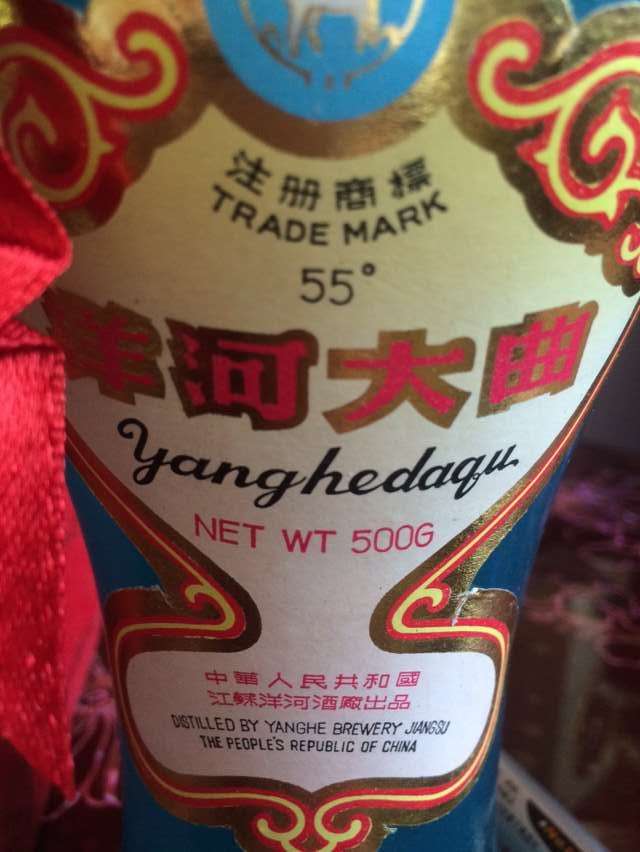 注册商标
TRADE MARK
55°
洋河大曲
Yanghedaqu
NET WT 500G
中華人民共和國
江蘇洋河酒廠出品
DISTILLED BY YANGHE BREWERY JIANGSU
THE PEOPLE'S REPUBLIC OF CHINA